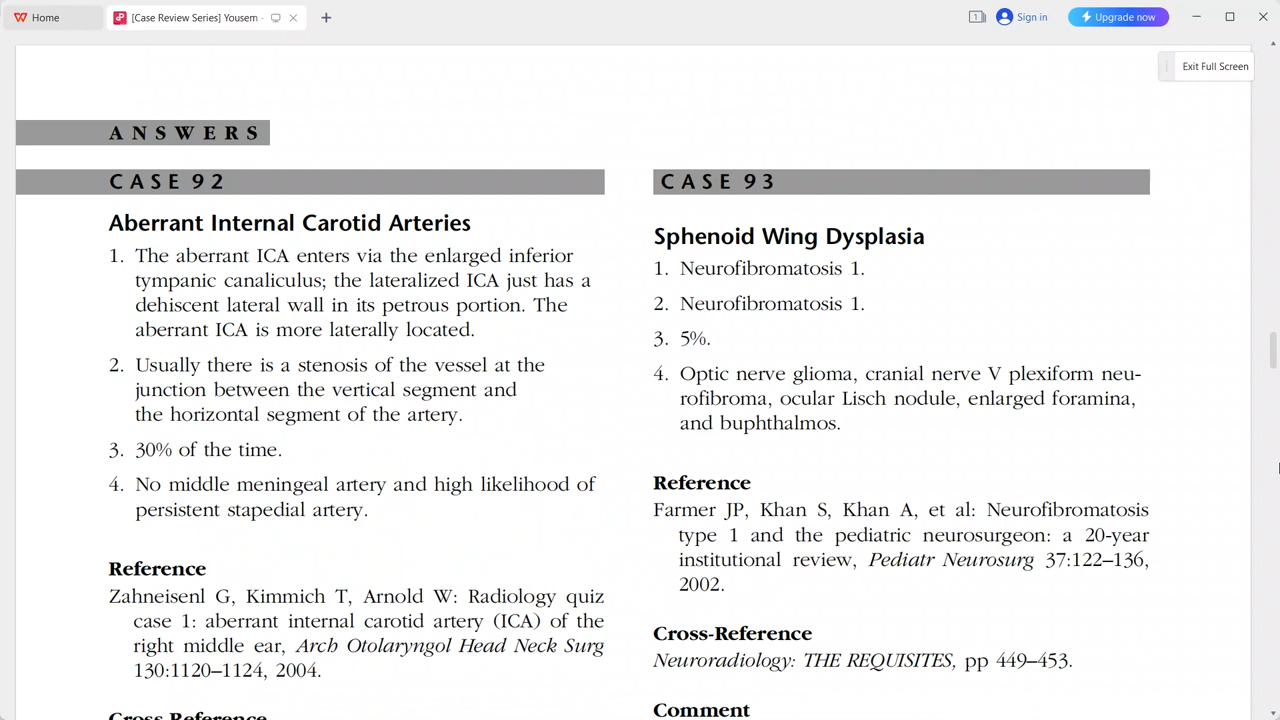 Home
[Case Review Series] Yousem -
1
Sign in
Upgrade now
Exit Full Screen
ANSWERS
CASE 92
Aberrant Internal Carotid Arteries
1. The aberrant ICA enters via the enlarged inferior
tympanic canaliculus; the lateralized ICA just has a
dehiscent lateral wall in its petrous portion. The
aberrant ICA is more laterally located.
2. Usually there is a stenosis of the vessel at the
junction between the vertical segment and
the horizontal segment of the artery.
3. 30% of the time.
4. No middle meningeal artery and high likelihood of
persistent stapedial artery.
Reference
Zahneisenl G, Kimmich T, Arnold W: Radiology quiz
case 1: aberrant internal carotid artery (ICA) of the
right middle ear, Arch Otolaryngol Head Neck Surg
130:1120–1124, 2004.
Cross Reference
CASE 93
Sphenoid Wing Dysplasia
1. Neurofibromatosis 1.
2. Neurofibromatosis 1.
3. 5%.
4. Optic nerve glioma, cranial nerve V plexiform neu-
rofibroma, ocular Lisch nodule, enlarged foramina,
and buphthalmos.
Reference
Farmer JP, Khan S, Khan A, et al: Neurofibromatosis
type 1 and the pediatric neurosurgeon: a 20-year
institutional review, Pediatr Neurosurg 37:122–136,
2002.
Cross-Reference
Neuroradiology: THE REQUISITES, pp 449–453.
Comment